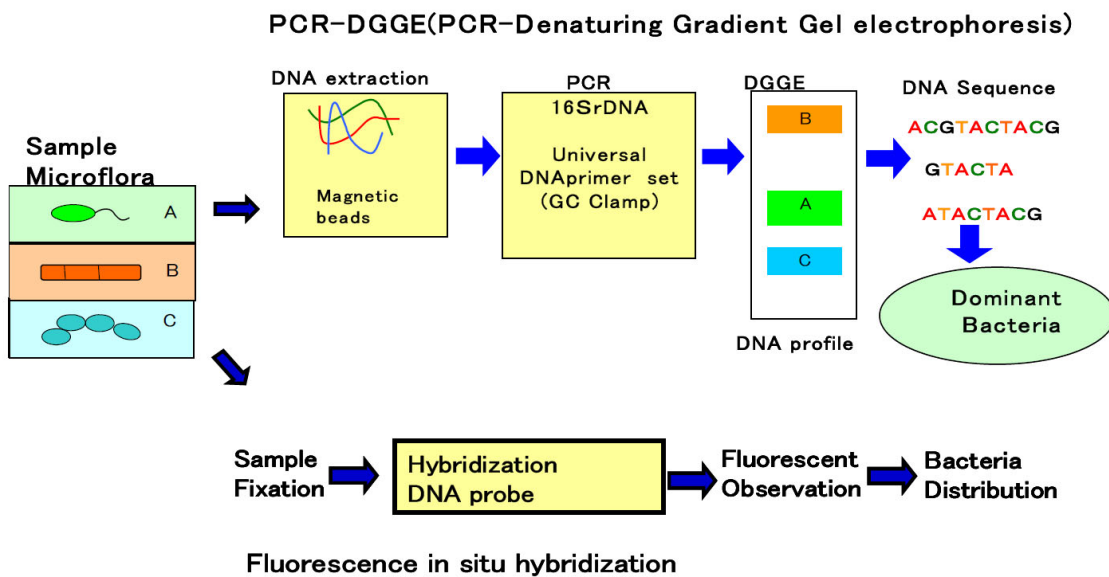 PCR-DGGE(PCR-Denaturing Gradient Gel electrophoresis)
Sample
Microflora
A
B
C
DNA extraction
Magnetic
beads
PCR
16SrDNA
Universal
DNAprimer set
(GC Clamp)
DGGE
B
A
C
DNA profile
DNA Sequence
ACGTACTACG
GTACTA
ATACTACG
Dominant
Bacteria
Sample
Fixation
Hybridization
DNA probe
Fluorescent
Observation
Bacteria
Distribution
Fluorescence in situ hybridization